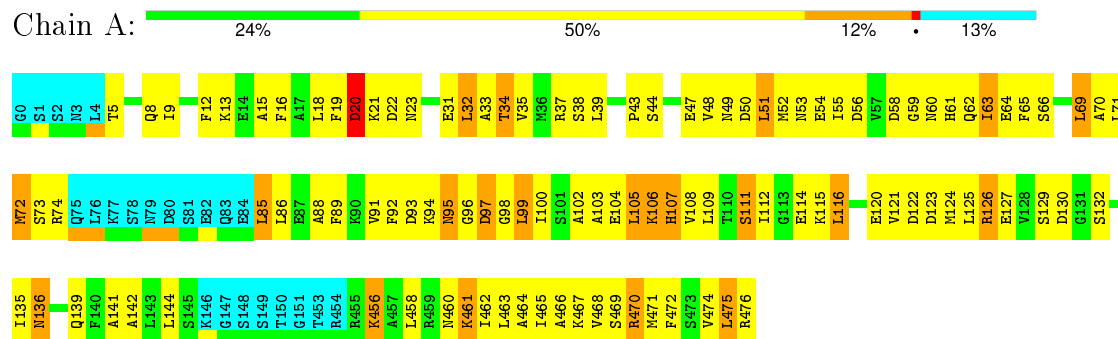 Chain A:
24% 50% 12% • 13%
G0 S1 S2 N3 L4 T5 Q8 I9 F12 K13 E14 A15 F16 A17 L18 F19 D20 K21 D22 N23 E31 L32 A33 T34 V35 M36 R37 S38 L39 P43 S44 E47 V48 N49 D50 L51 M52 N53 E54 I55 D56 V57 D58 G59 N60 H61 Q62 I63 E64 F65 S66 L69 A70 L71
M72 S73 R74 Q75 L76 K77 S78 N79 D80 S81 E82 Q83 E84 L85 L86 E87 A88 F89 K90 V91 F92 D93 K94 N95 G96 D97 G98 L99 I100 S101 A102 A103 E104 L105 K106 H107 V108 L109 T110 S111 I112 G113 E114 K115 L116 E120 V121 D122 D123 M124 L125 R126 E127 V128 S129 D130 G131 S132
I135 N136 Q139 F140 A141 A142 L143 L144 S145 K146 G147 S148 S149 T150 G151 T453 R454 R455 K456 A457 L458 R459 N460 K461 I462 L463 A464 I465 A466 K467 V468 S469 R470 M471 F472 S473 V474 L475 R476